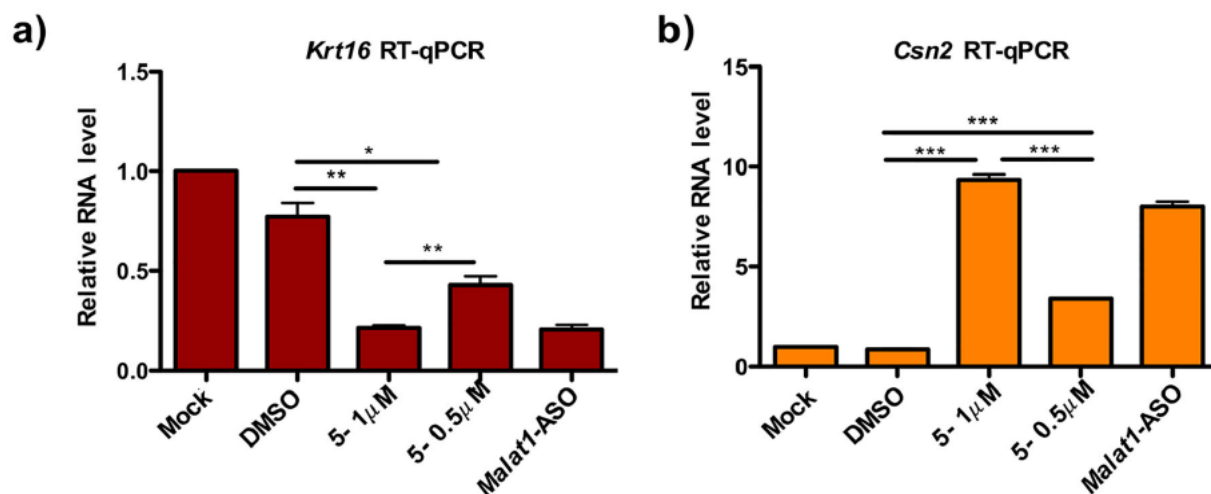 a)
Krt16 RT-qPCR
Relative RNA level
1.5
1.0
0.5
0.0
*
**
**
Mock
DMSO
5- 1μM
5- 0.5μM
Malat1-ASO
b)
Csn2 RT-qPCR
Relative RNA level
15
10
5
0
***
*** ***
Mock
DMSO
5- 1μM
5- 0.5μM
Malat1-ASO